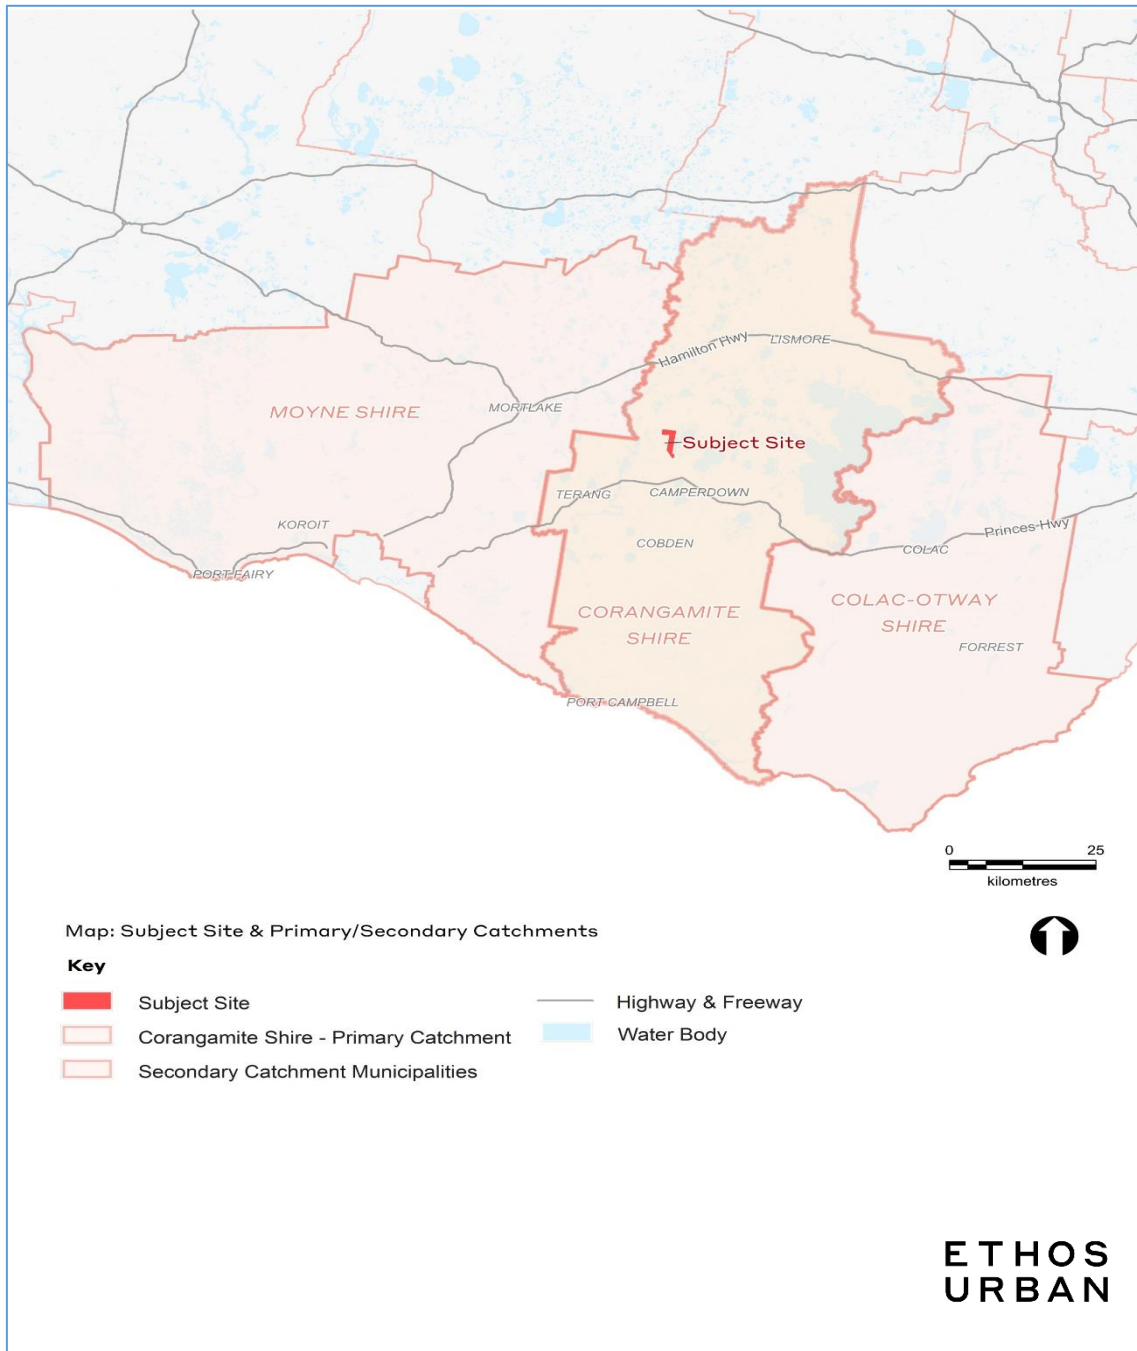 Hamilton Hwy
LISMORE
MOYNE SHIRE
MORTLAKE
Subject Site
TERANG
CAMPERDOWN
KOROIT
COBDEN
Princes Hwy
COLAC
PORT FAIRY
CORANGAMITE
SHIRE
COLAC-OTWAY
SHIRE
FORREST
PORT CAMPBELL
0 25
kilometres
Map: Subject Site & Primary/Secondary Catchments
Key
Subject Site
Corangamite Shire - Primary Catchment
Secondary Catchment Municipalities
Highway & Freeway
Water Body
ETHOS
URBAN